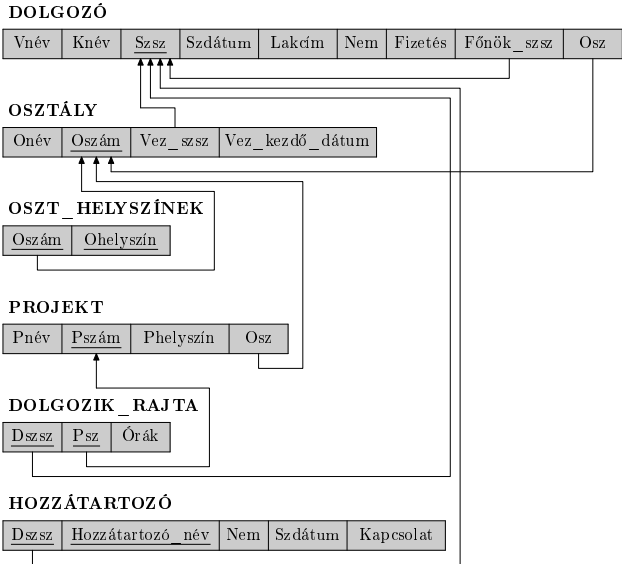 DOLGOZÓ
Vnév Knév Szsz Szdátum Lakcím Nem Fizetés Főnök_szsz Osz
OSZTÁLY
Onév Oszám Vez_szsz Vez_kezdő_dátum
OSZT_HELYSZÍNEK
Oszám Ohelyszín
PROJEKT
Pnév Pszám Phelyszín Osz
DOLGOZIK_RAJTA
Dszsz Psz Órák
HOZZÁTARTOZÓ
Dszsz Hozzátartozó_név Nem Szdátum Kapcsolat